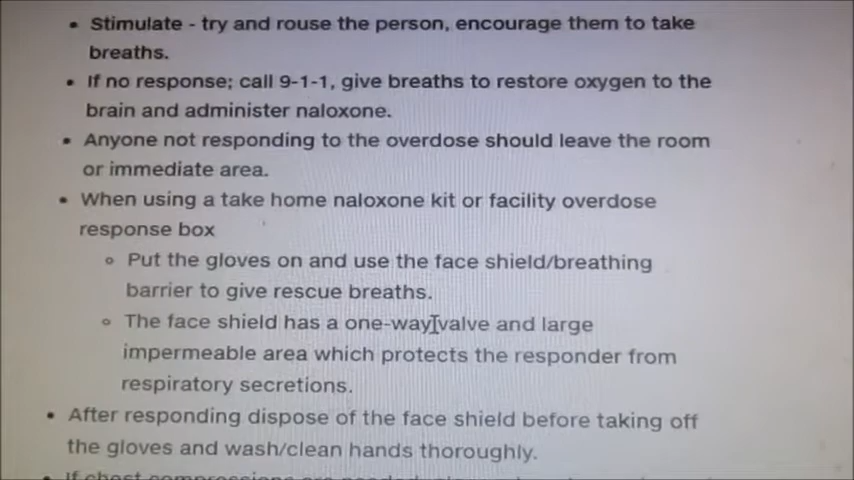 • Stimulate - try and rouse the person, encourage them to take
breaths.
• If no response; call 9-1-1, give breaths to restore oxygen to the
brain and administer naloxone.
• Anyone not responding to the overdose should leave the room
or immediate area.
• When using a take home naloxone kit or facility overdose
response box
◦ Put the gloves on and use the face shield/breathing
barrier to give rescue breaths.
◦ The face shield has a one-way valve and large
impermeable area which protects the responder from
respiratory secretions.
• After responding dispose of the face shield before taking off
the gloves and wash/clean hands thoroughly.
• If chest compressions are needed